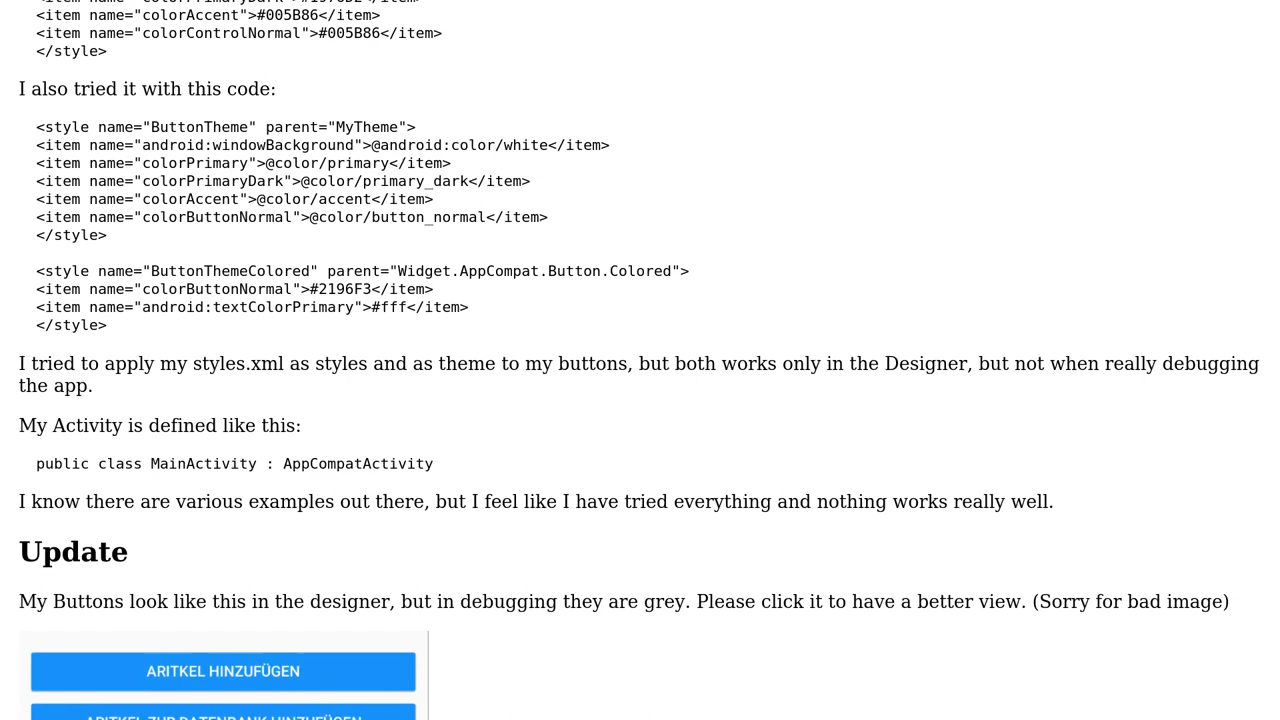 <item name="colorAccent">#005B86</item>
<item name="colorControlNormal">#005B86</item>
</style>
I also tried it with this code:
<style name="ButtonTheme" parent="MyTheme">
<item name="android:windowBackground">@android:color/white</item>
<item name="colorPrimary">@color/primary</item>
<item name="colorPrimaryDark">@color/primary_dark</item>
<item name="colorAccent">@color/accent</item>
<item name="colorButtonNormal">@color/button_normal</item>
</style>
<style name="ButtonThemeColored" parent="Widget.AppCompat.Button.Colored">
<item name="colorButtonNormal">#2196F3</item>
<item name="android:textColorPrimary">#fff</item>
</style>
I tried to apply my styles.xml as styles and as theme to my buttons, but both works only in the Designer, but not when really debugging
the app.
My Activity is defined like this:
public class MainActivity : AppCompatActivity
I know there are various examples out there, but I feel like I have tried everything and nothing works really well.
Update
My Buttons look like this in the designer, but in debugging they are grey. Please click it to have a better view. (Sorry for bad image)
ARITKEL HINZUFÜGEN
ARTIKEL ZUR DATENBANK HINZUFÜGEN